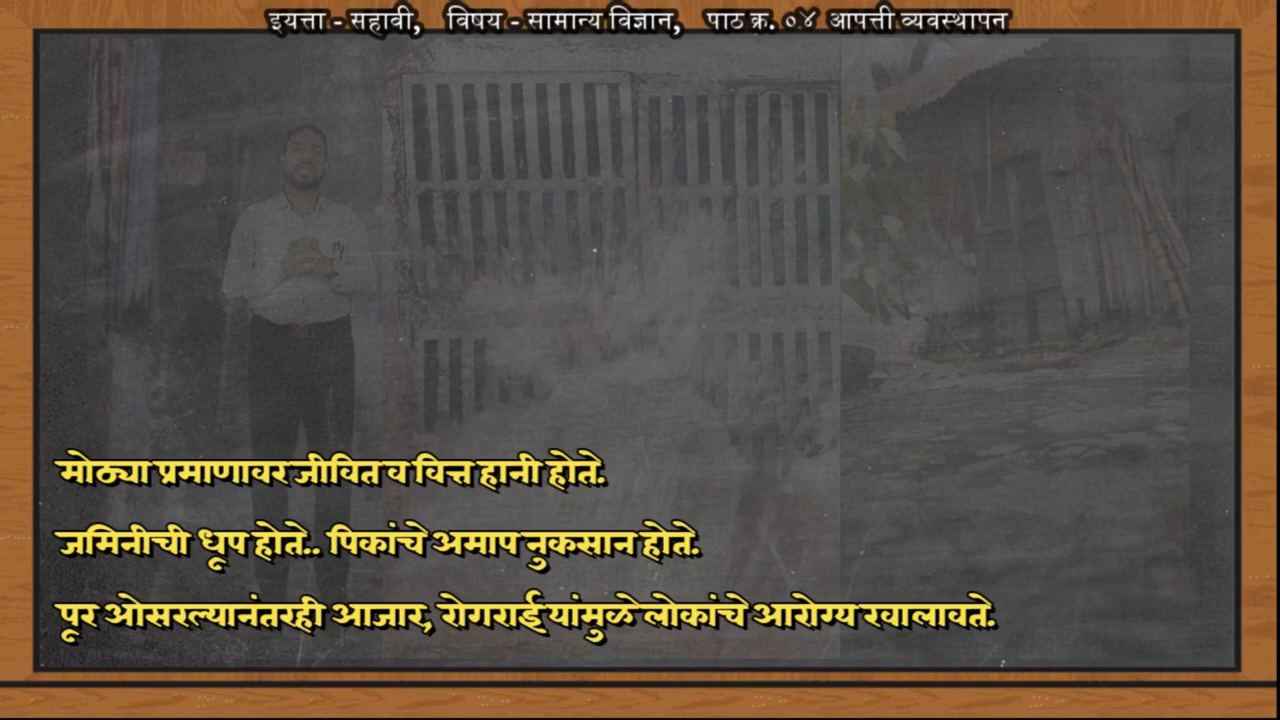 इयत्ता - सहावी, विषय - सामान्य विज्ञान, पाठ क्र. ०४ आपत्ती व्यवस्थापन
मोठ्या प्रमाणावर जीवित व वित्त हानी होते.
जमिनीची धूप होते.. पिकांचे अमाप नुकसान होते.
पूर ओसरल्यानंतरही आजार, रोगराई यांमुळे लोकांचे आरोग्य खालावते.